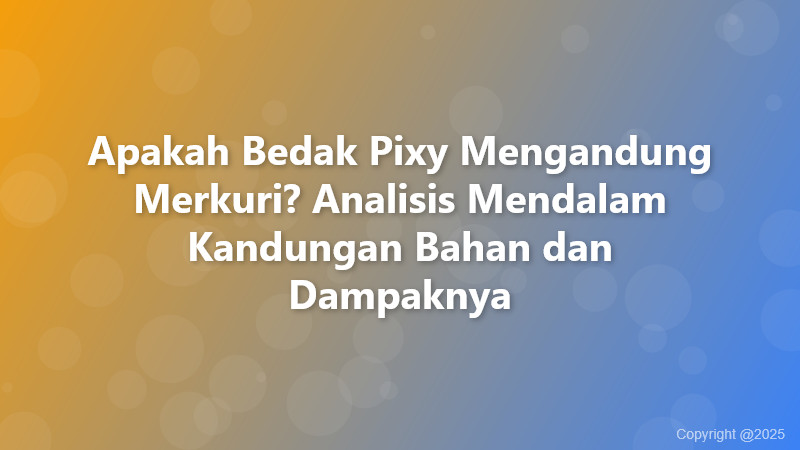 Apakah Bedak Pixy Mengandung
Merkuri? Analisis Mendalam
Kandungan Bahan dan
Dampaknya
Copyright @2025